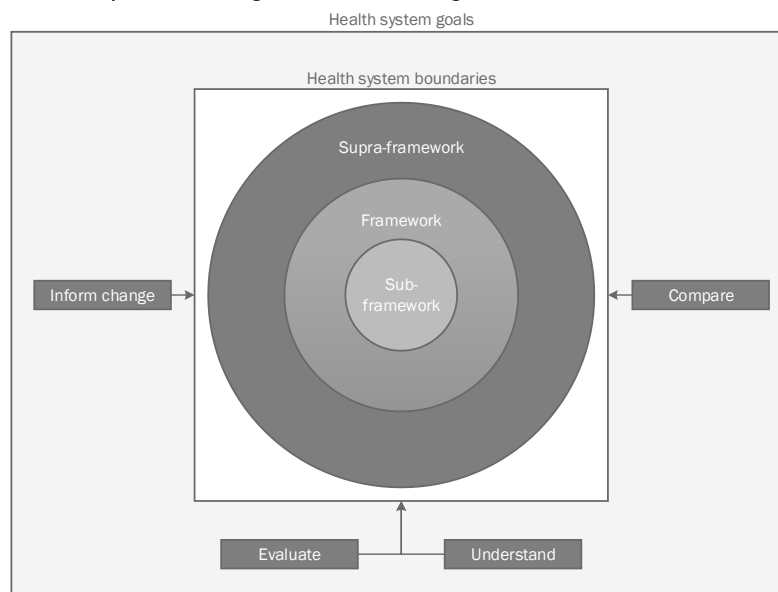 Health system goals
Health system boundaries
Supra-framework
Framework
Sub-
framework
Inform change
Compare
Evaluate
Understand